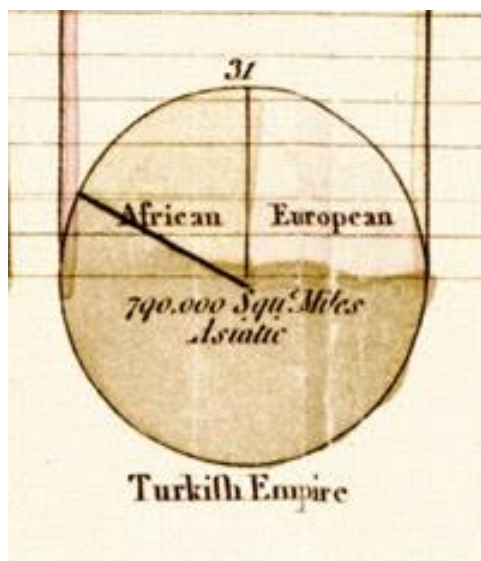 31
African European
790.000 Squ.ͤ Miles
Asiatic
Turkiſh Empire